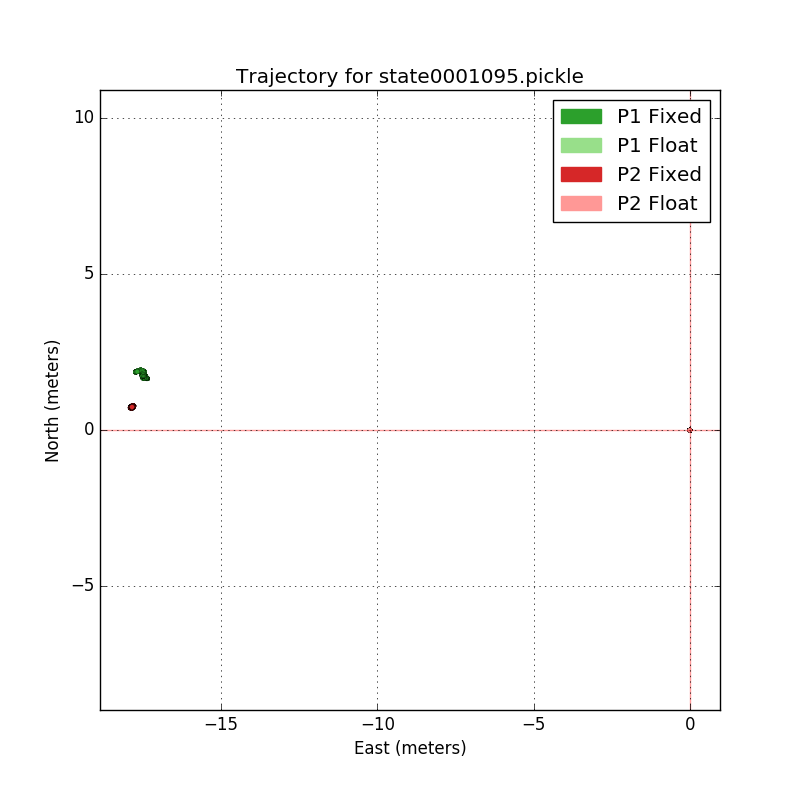 Trajectory for state0001095.pickle
P1 Fixed
P1 Float
P2 Fixed
P2 Float
10
5
0
−5
North (meters)
−15
−10
−5
0
East (meters)